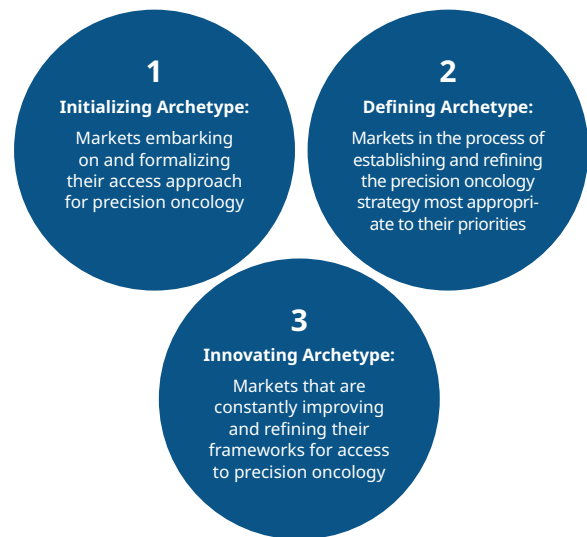 1
Initializing Archetype:
Markets embarking
on and formalizing
their access approach
for precision oncology
2
Defining Archetype:
Markets in the process of
establishing and refining
the precision oncology
strategy most appropri-
ate to their priorities
3
Innovating Archetype:
Markets that are
constantly improving
and refining their
frameworks for access
to precision oncology